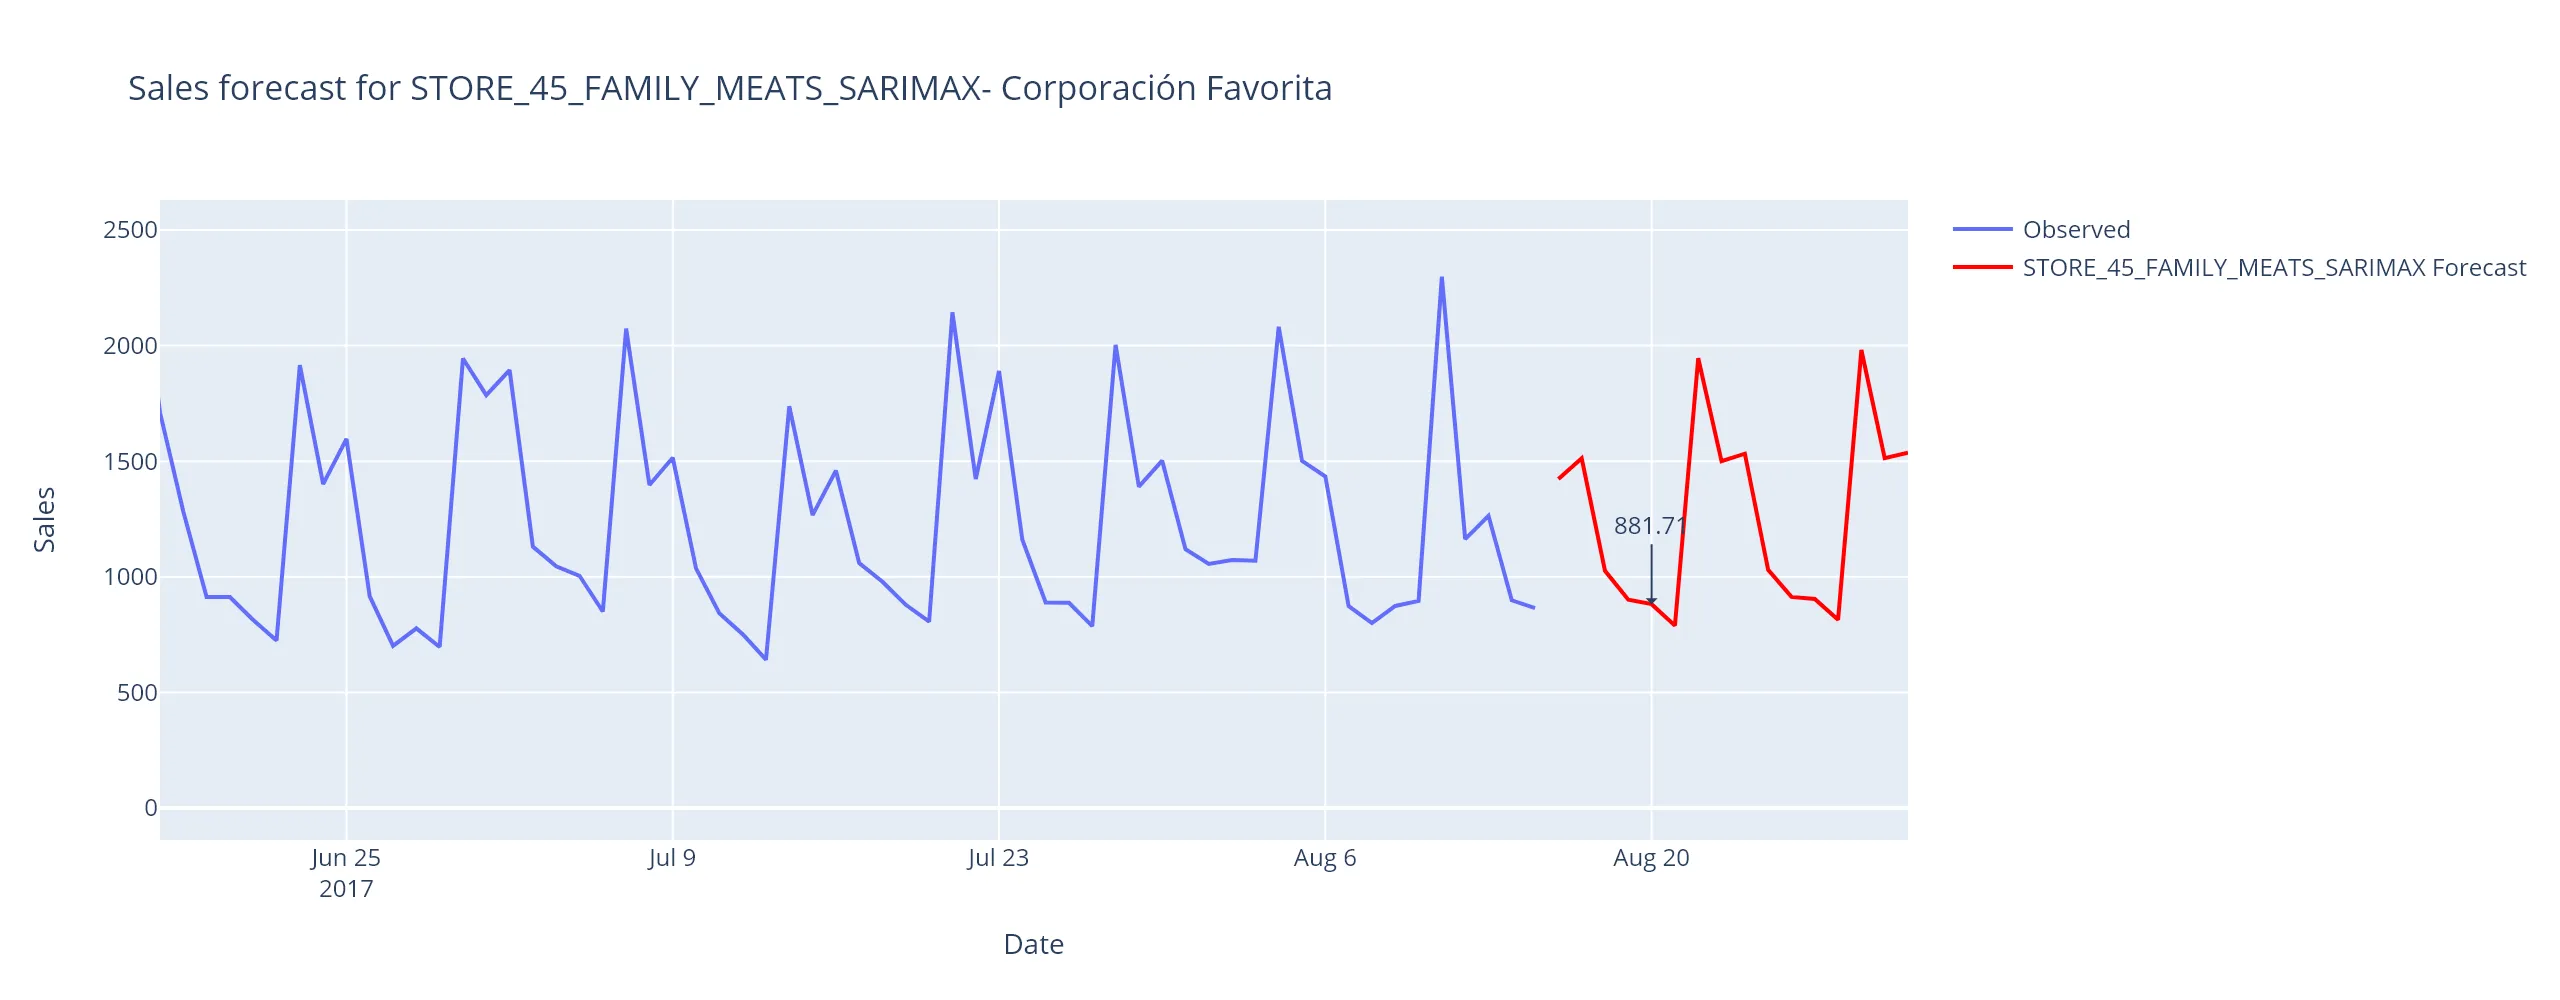 Sales forecast for STORE_45_FAMILY_MEATS_SARIMAX- Corporación Favorita
Observed
STORE_45_FAMILY_MEATS_SARIMAX Forecast
2500
2000
1500
1000
500
0
Sales
881.71
Jun 25
2017
Jul 9
Jul 23
Aug 6
Aug 20
Date